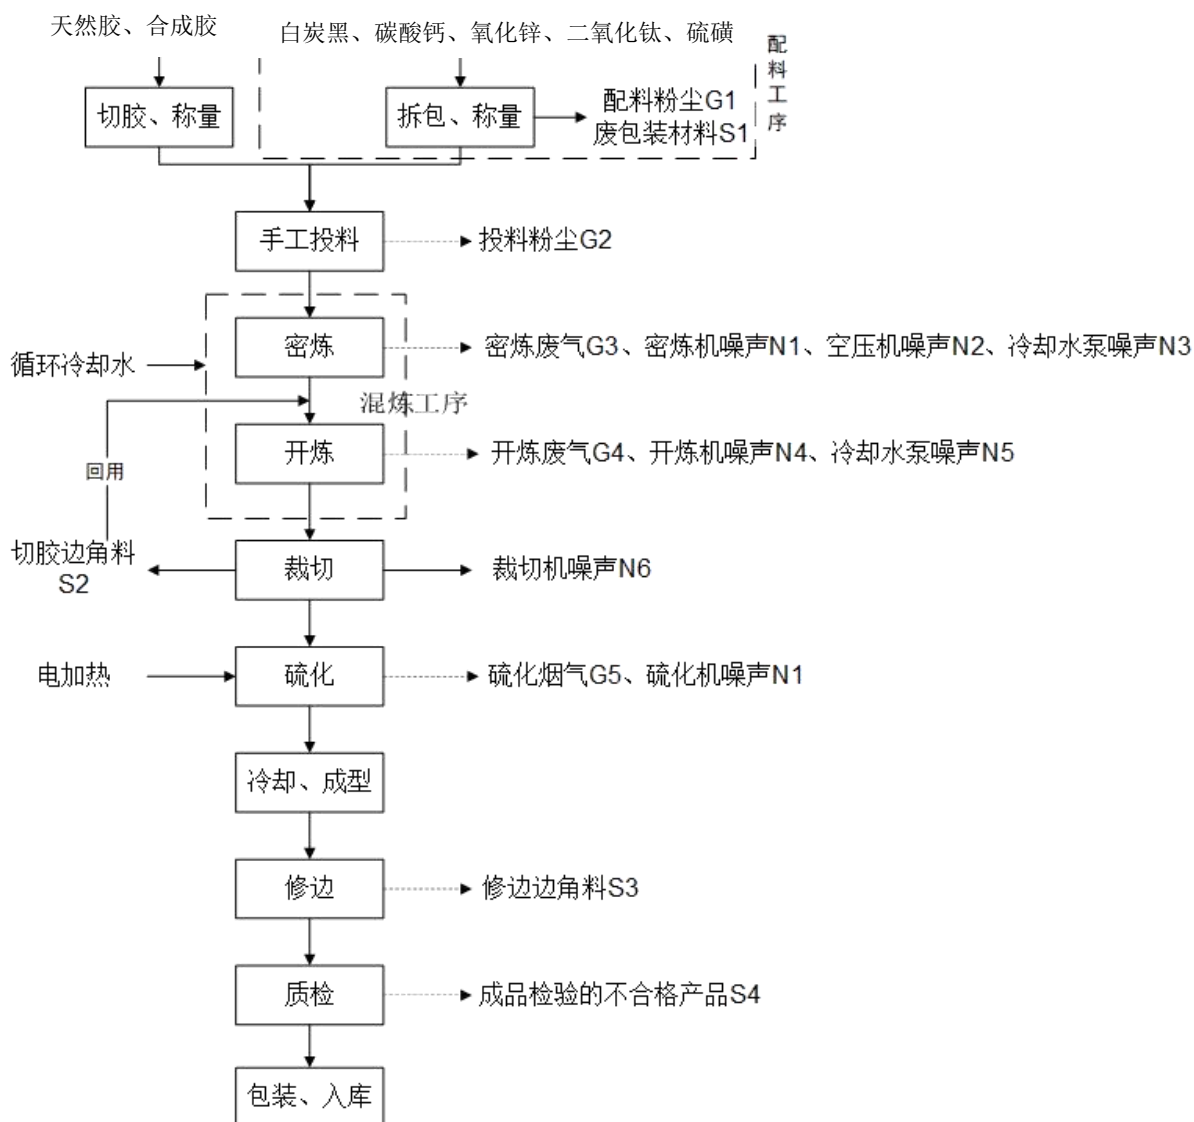 天然胶、合成胶
白炭黑、碳酸钙、氧化锌、二氧化钛、硫磺
配料工序
切胶、称量
拆包、称量
配料粉尘G1
废包装材料S1
手工投料
投料粉尘G2
循环冷却水
密炼
密炼废气G3、密炼机噪声N1、空压机噪声N2、冷却水泵噪声N3
混炼工序
开炼
开炼废气G4、开炼机噪声N4、冷却水泵噪声N5
回用
切胶边角料
S2
裁切
裁切机噪声N6
电加热
硫化
硫化烟气G5、硫化机噪声N1
冷却、成型
修边
修边边角料S3
质检
成品检验的不合格产品S4
包装、入库